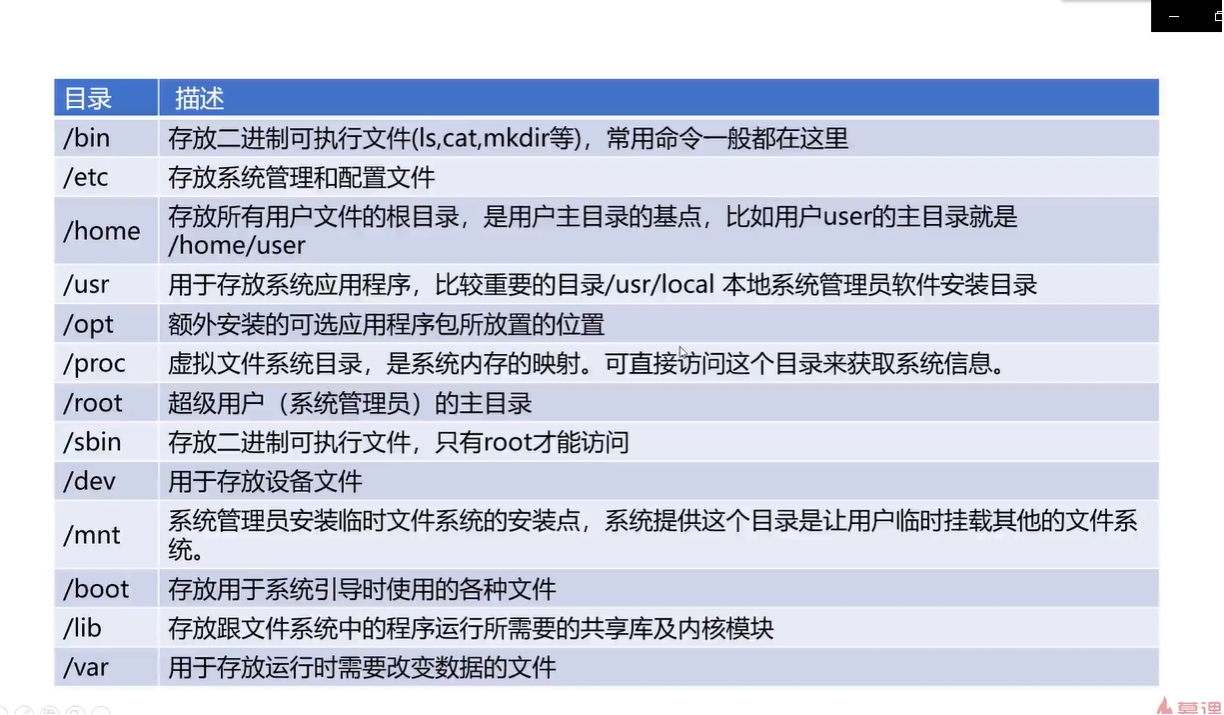 目录 描述
/bin 存放二进制可执行文件(ls,cat,mkdir等)，常用命令一般都在这里
/etc 存放系统管理和配置文件
/home 存放所有用户文件的根目录，是用户主目录的基点，比如用户user的主目录就是
/home/user
/usr 用于存放系统应用程序，比较重要的目录/usr/local 本地系统管理员软件安装目录
/opt 额外安装的可选应用程序包所放置的位置
/proc 虚拟文件系统目录，是系统内存的映射。可直接访问这个目录来获取系统信息。
/root 超级用户（系统管理员）的主目录
/sbin 存放二进制可执行文件，只有root才能访问
/dev 用于存放设备文件
/mnt 系统管理员安装临时文件系统的安装点，系统提供这个目录是让用户临时挂载其他的文件系
统。
/boot 存放用于系统引导时使用的各种文件
/lib 存放跟文件系统中的程序运行所需要的共享库及内核模块
/var 用于存放运行时需要改变数据的文件
慕课